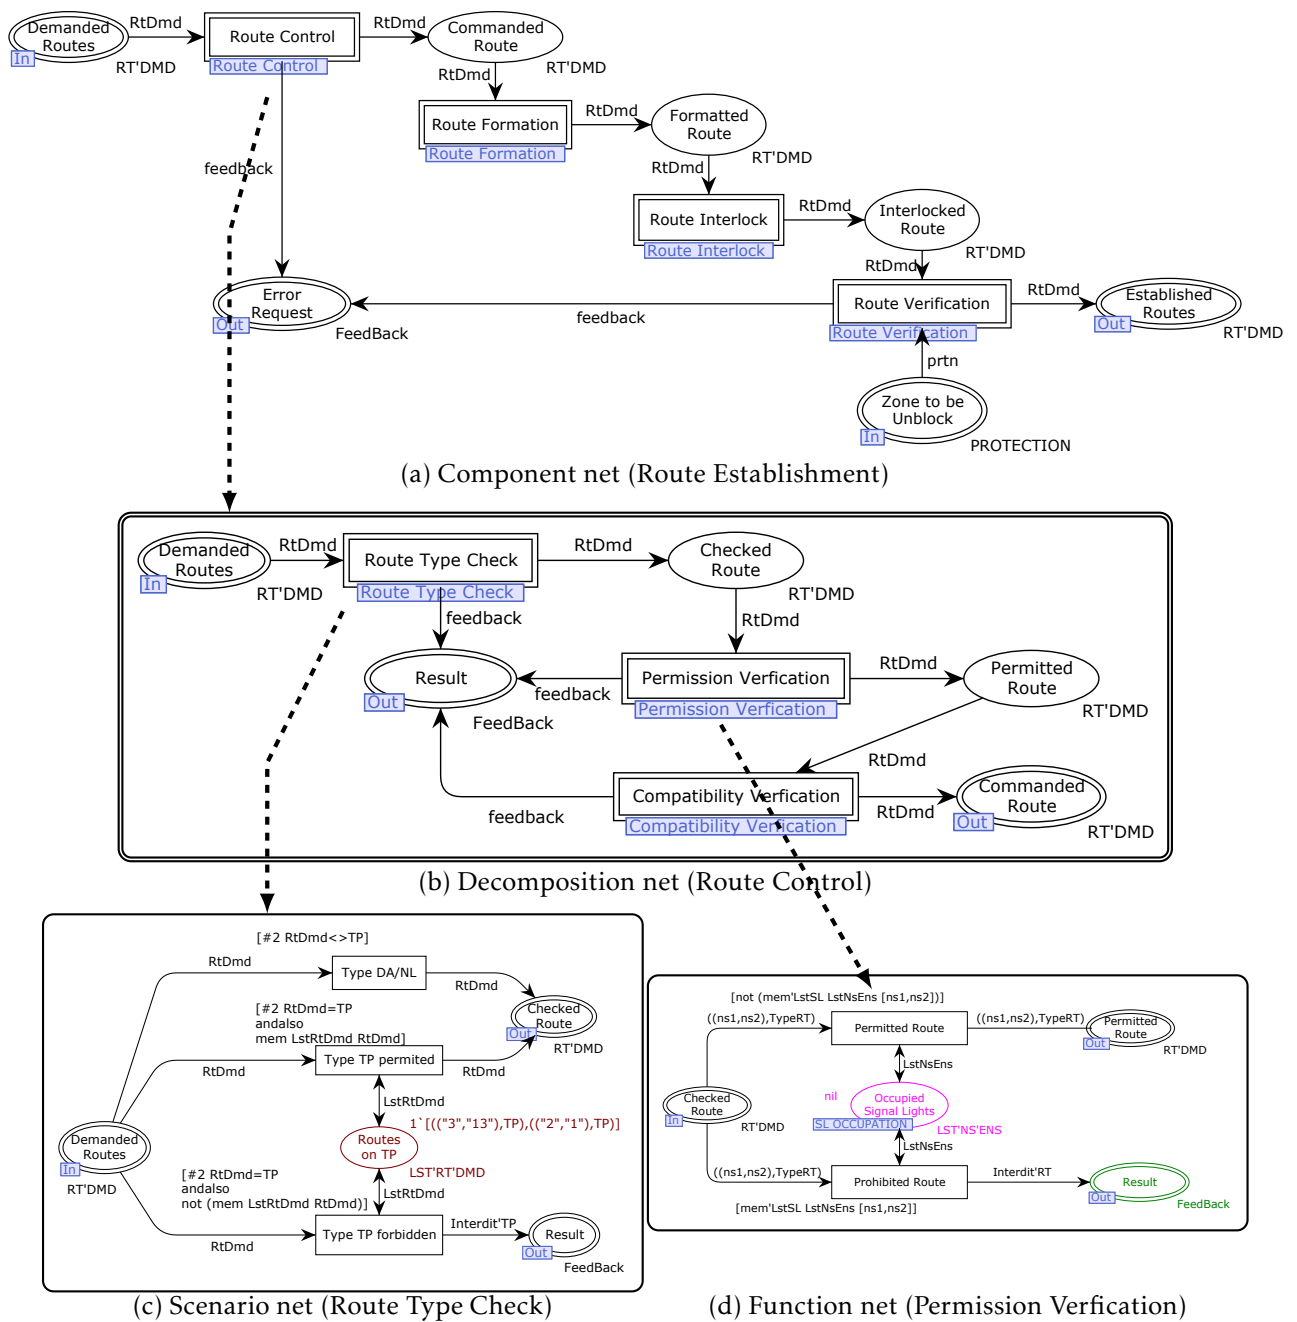 Demanded
Routes
In
RT'DMD
RtDmd
Route Control
Route Control
RtDmd
Commanded
Route
RT'DMD
RtDmd
Route Formation
Route Formation
RtDmd
Formatted
Route
RT'DMD
RtDmd
Route Interlock
Route Interlock
RtDmd
Interlocked
Route
RT'DMD
RtDmd
feedback
Error
Request
Out
FeedBack
feedback
Route Verification
Route Verification
RtDmd
Established
Routes
Out
RT'DMD
prtn
Zone to be
Unblock
In
PROTECTION
(a) Component net (Route Establishment)
Demanded
Routes
In
RT'DMD
RtDmd
Route Type Check
Route Type Check
RtDmd
Checked
Route
RT'DMD
feedback
RtDmd
Result
Out
FeedBack
feedback
Permission Verfication
Permission Verfication
RtDmd
Permitted
Route
RT'DMD
RtDmd
feedback
Compatibility Verfication
Compatibility Verfication
RtDmd
Commanded
Route
Out
RT'DMD
(b) Decomposition net (Route Control)
[#2 RtDmd<>TP]
RtDmd
Type DA/NL
RtDmd
Checked
Route
Out
RT'DMD
[#2 RtDmd=TP
andalso
mem LstRtDmd RtDmd]
RtDmd
Type TP permited
RtDmd
LstRtDmd
1`[(("3","13"),TP),(("2","1"),TP)]
Routes
on TP
LST'RT'DMD
Demanded
Routes
In
RT'DMD
[#2 RtDmd=TP
andalso
not (mem LstRtDmd RtDmd)]
LstRtDmd
RtDmd
Type TP forbidden
Interdit'TP
Result
Out
FeedBack
(c) Scenario net (Route Type Check)
[not (mem'LstSL LstNsEns [ns1,ns2])]
((ns1,ns2),TypeRT)
Permitted Route
((ns1,ns2),TypeRT)
Permitted
Route
Out
RT'DMD
LstNsEns
nil
Occupied
Signal Lights
SL OCCUPATION
LST'NS'ENS
Checked
Route
In
RT'DMD
LstNsEns
((ns1,ns2),TypeRT)
Prohibited Route
Interdit'RT
Result
Out
FeedBack
[mem'LstSL LstNsEns [ns1,ns2]]
(d) Function net (Permission Verfication)